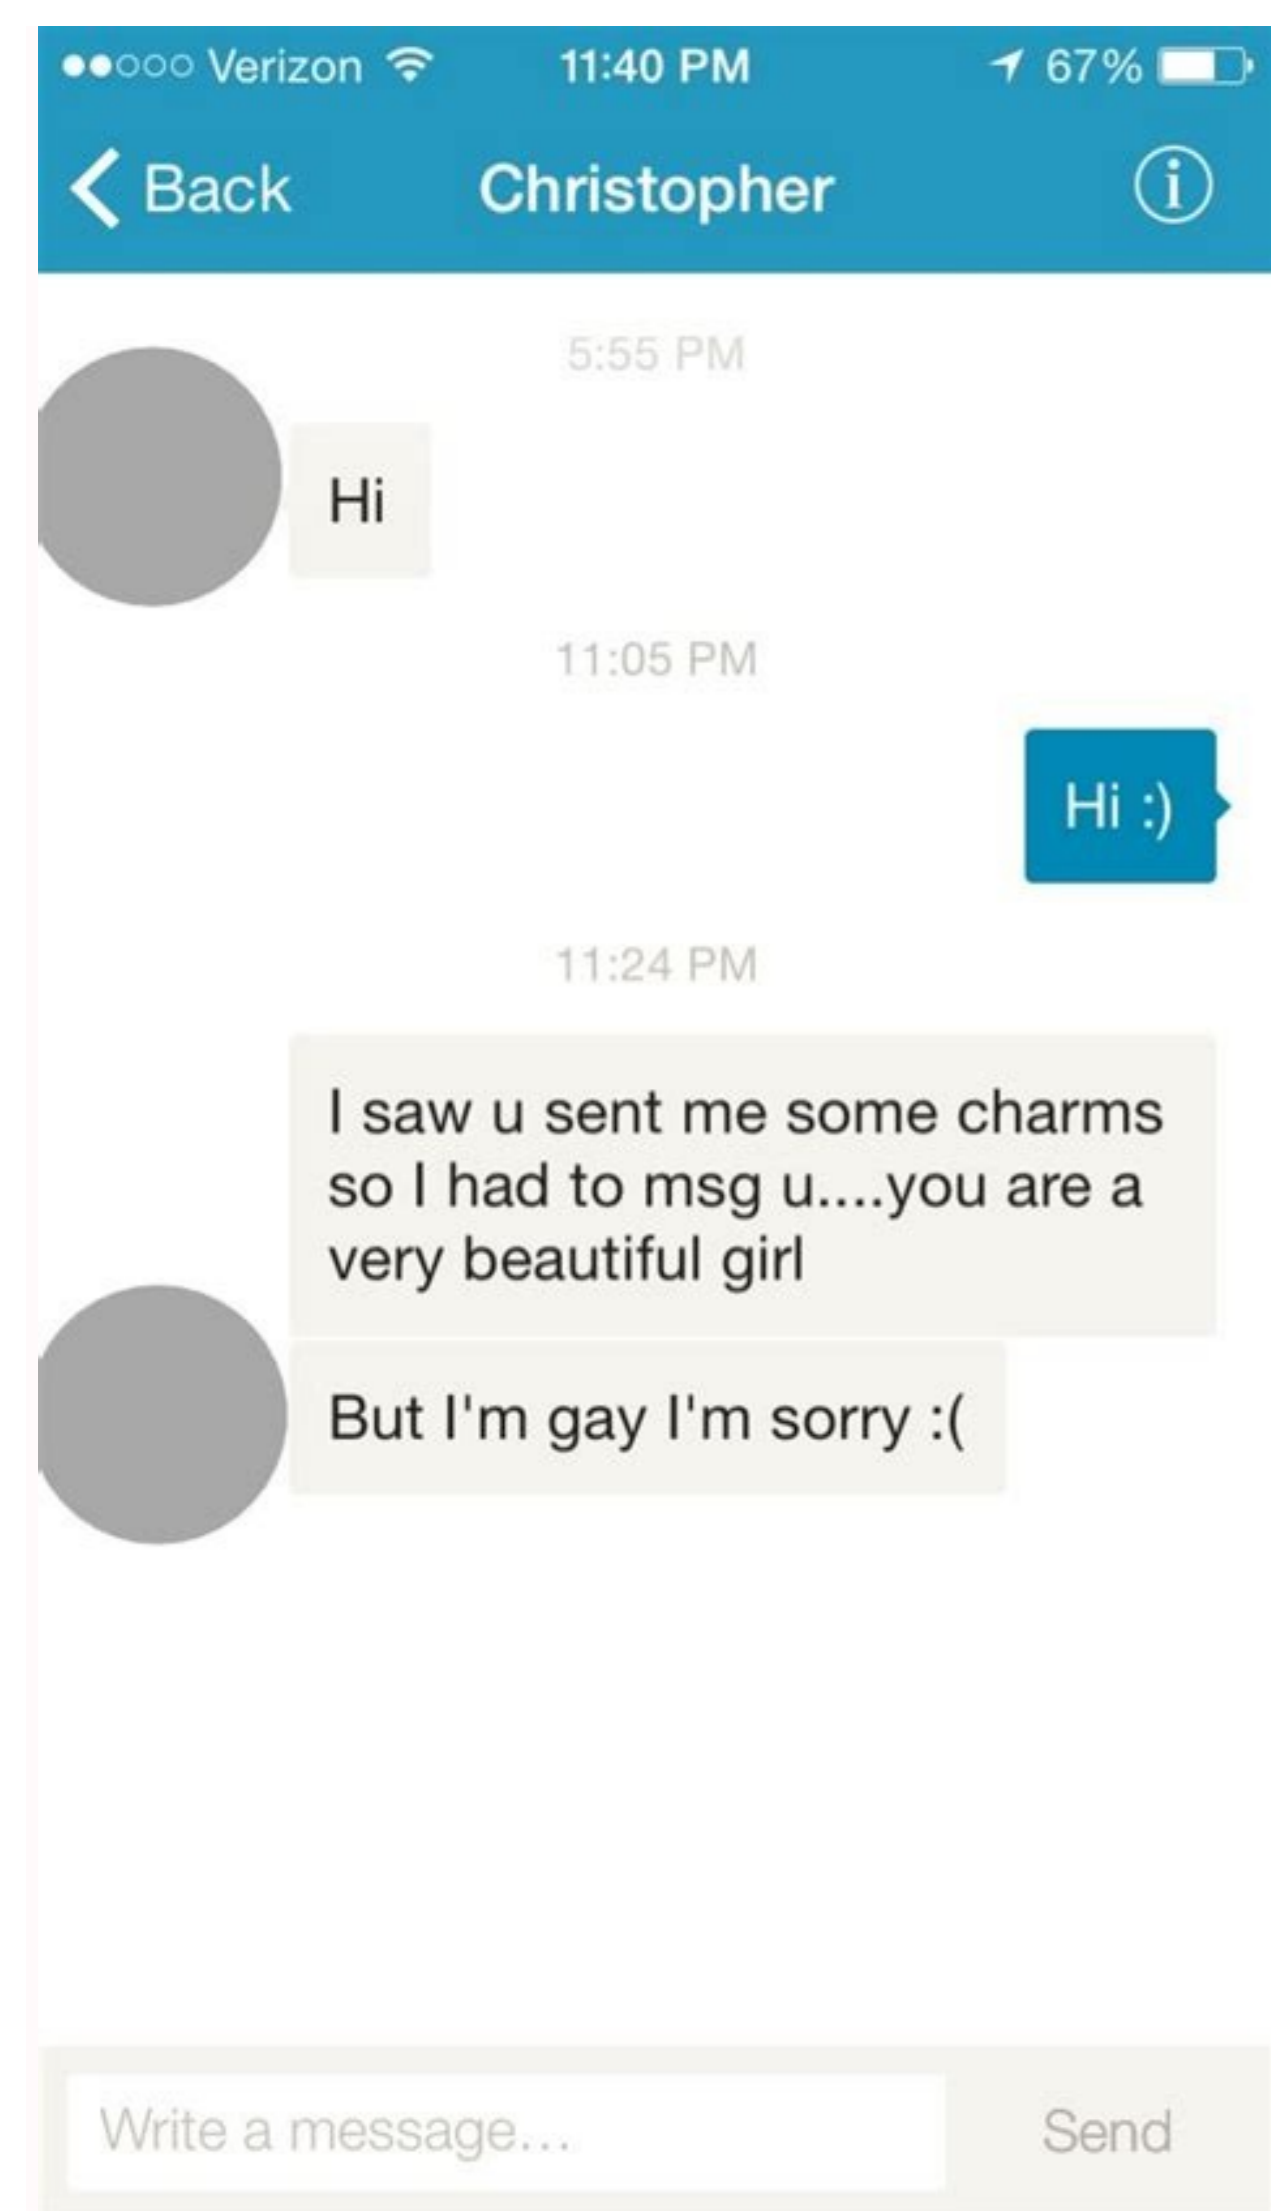 Verizon 11:40 PM 67%
Back Christopher i
5:55 PM
Hi
11:05 PM
Hi :)
11:24 PM
I saw u sent me some charms
so I had to msg u....you are a
very beautiful girl
But I'm gay I'm sorry :(
Write a message... Send